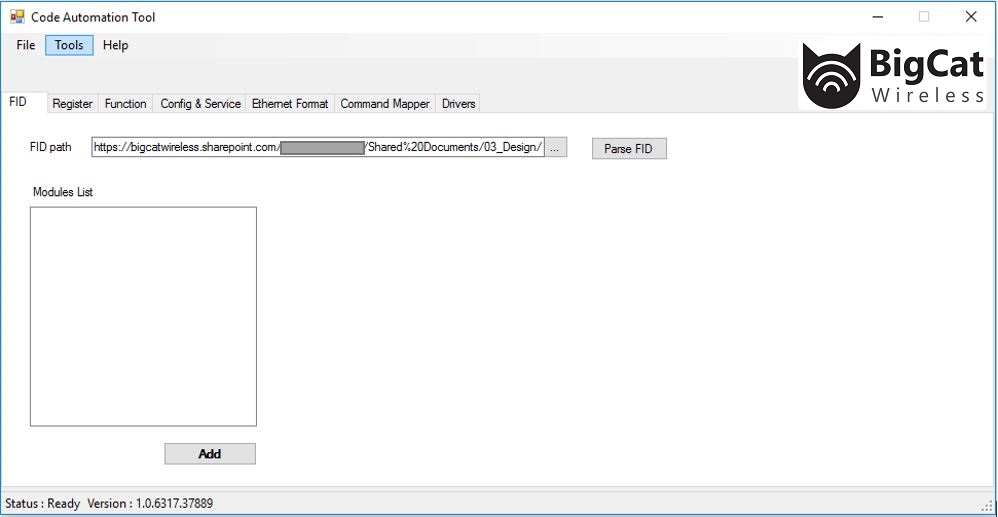 Code Automation Tool
File Tools Help
BigCat
Wireless
FID Register Function Config & Service Ethernet Format Command Mapper Drivers
FID path https://bigcatwireless.sharepoint.com/ /Shared%20Documents/03_Design/ ... Parse FID
Modules List
Add
Status : Ready Version : 1.0.6317.37889